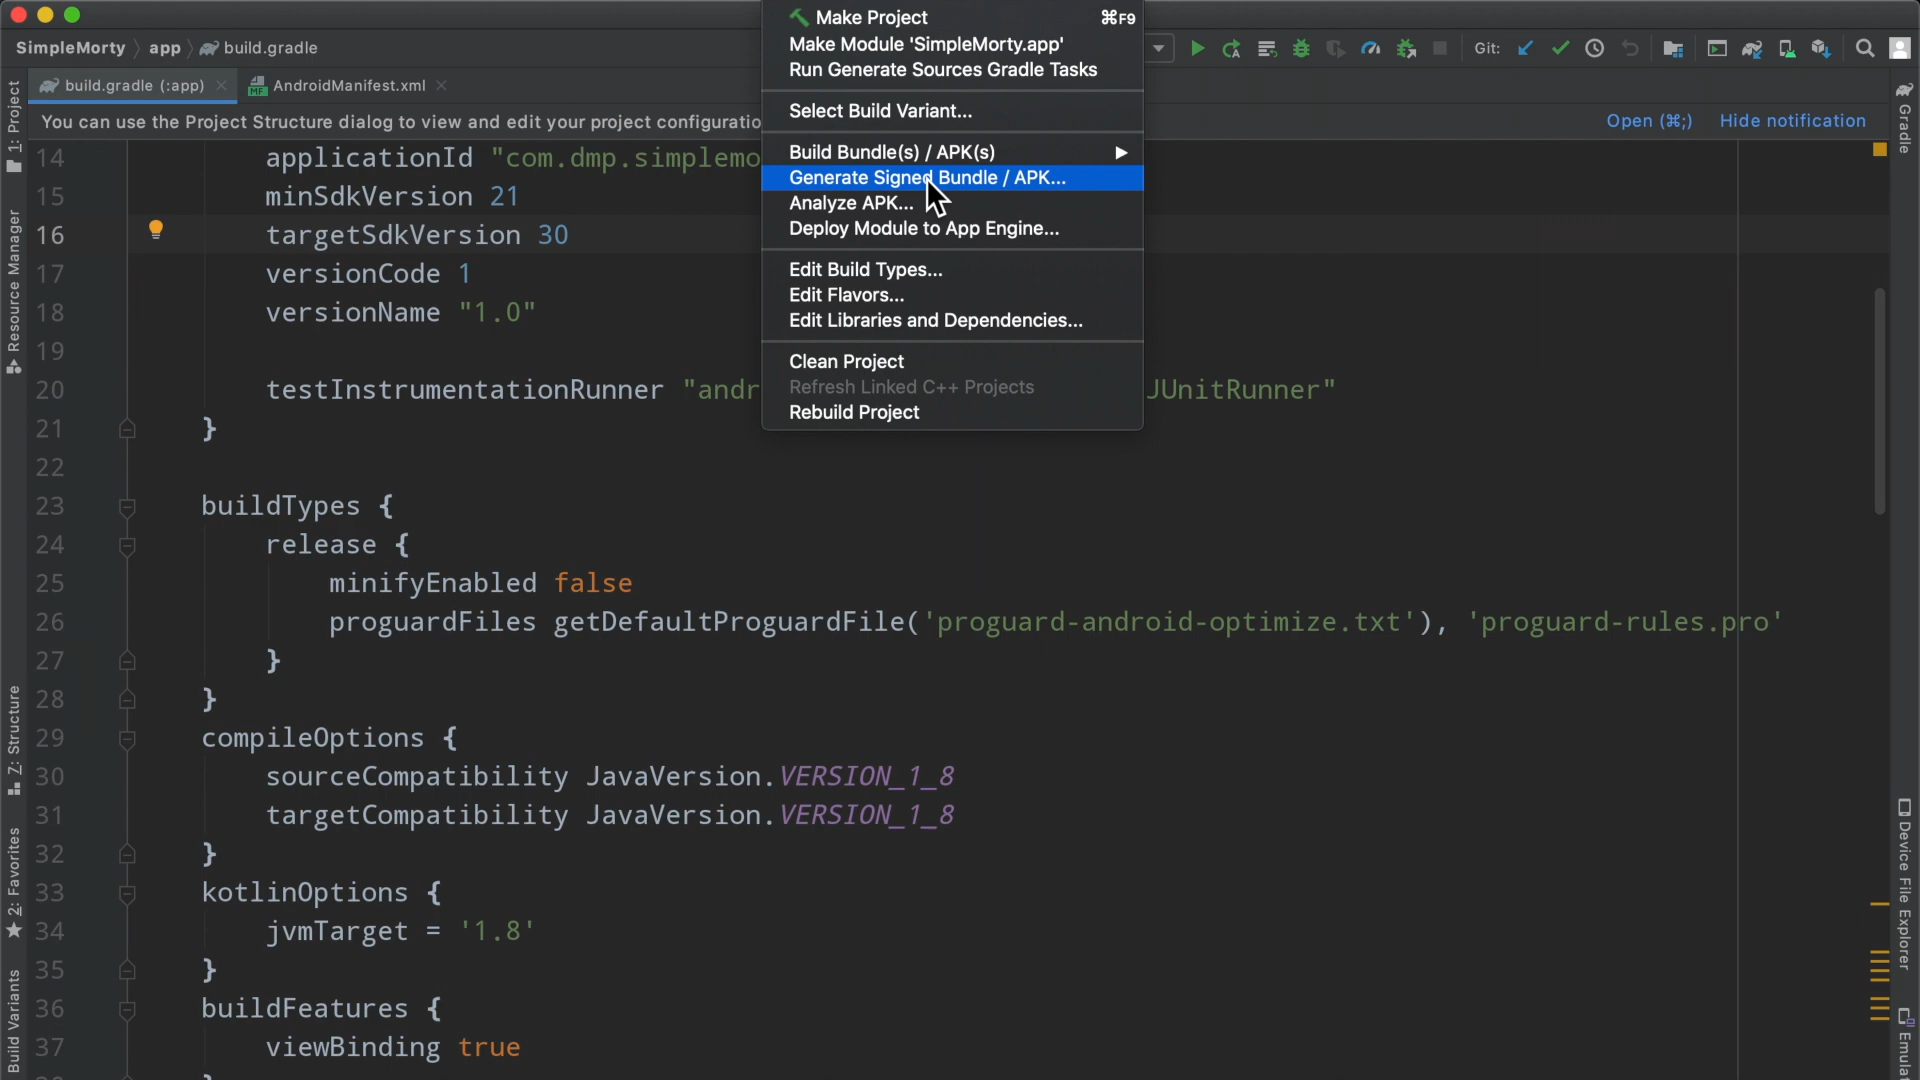 Make Project ⌘F9
Make Module 'SimpleMorty.app'
Run Generate Sources Gradle Tasks
Select Build Variant...
Build Bundle(s) / APK(s)
Generate Signed Bundle / APK...
Analyze APK...
Deploy Module to App Engine...
Edit Build Types...
Edit Flavors...
Edit Libraries and Dependencies...
Clean Project
Refresh Linked C++ Projects
Rebuild Project
SimpleMorty app build.gradle
Git:
build.gradle (:app) AndroidManifest.xml
You can use the Project Structure dialog to view and edit your project configuratio
Open (⌘;) Hide notification
14 applicationId "com.dmp.simplemo
15 minSdkVersion 21
16 targetSdkVersion 30
17 versionCode 1
18 versionName "1.0"
19
20 testInstrumentationRunner "andr JUnitRunner"
21 }
22
23 buildTypes {
24 release {
25 minifyEnabled false
26 proguardFiles getDefaultProguardFile('proguard-android-optimize.txt'), 'proguard-rules.pro'
27 }
28 }
29 compileOptions {
30 sourceCompatibility JavaVersion.VERSION_1_8
31 targetCompatibility JavaVersion.VERSION_1_8
32 }
33 kotlinOptions {
34 jvmTarget = '1.8'
35 }
36 buildFeatures {
37 viewBinding true
1: Project
Resource Manager
Z: Structure
2: Favorites
Build Variants
Gradle
Device File Explorer
Emulat